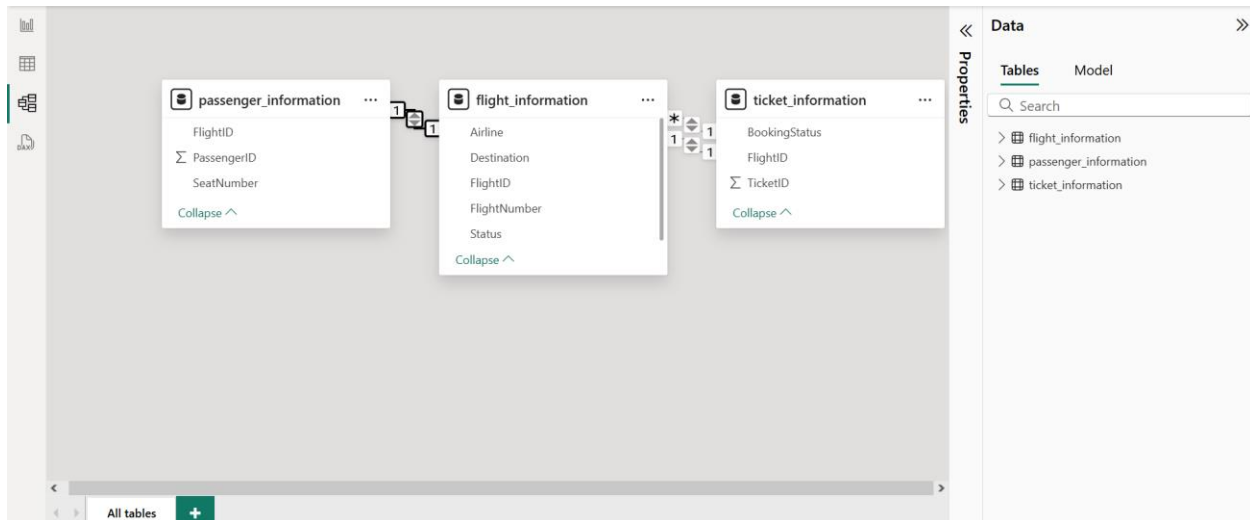 passenger_information ...
FlightID
Σ PassengerID
SeatNumber
Collapse
1
1
flight_information ...
Airline
Destination
FlightID
FlightNumber
Status
Collapse
* 1
1 1
ticket_information ...
BookingStatus
FlightID
Σ TicketID
Collapse
Properties
Data
Tables Model
Search
flight_information
passenger_information
ticket_information
All tables +